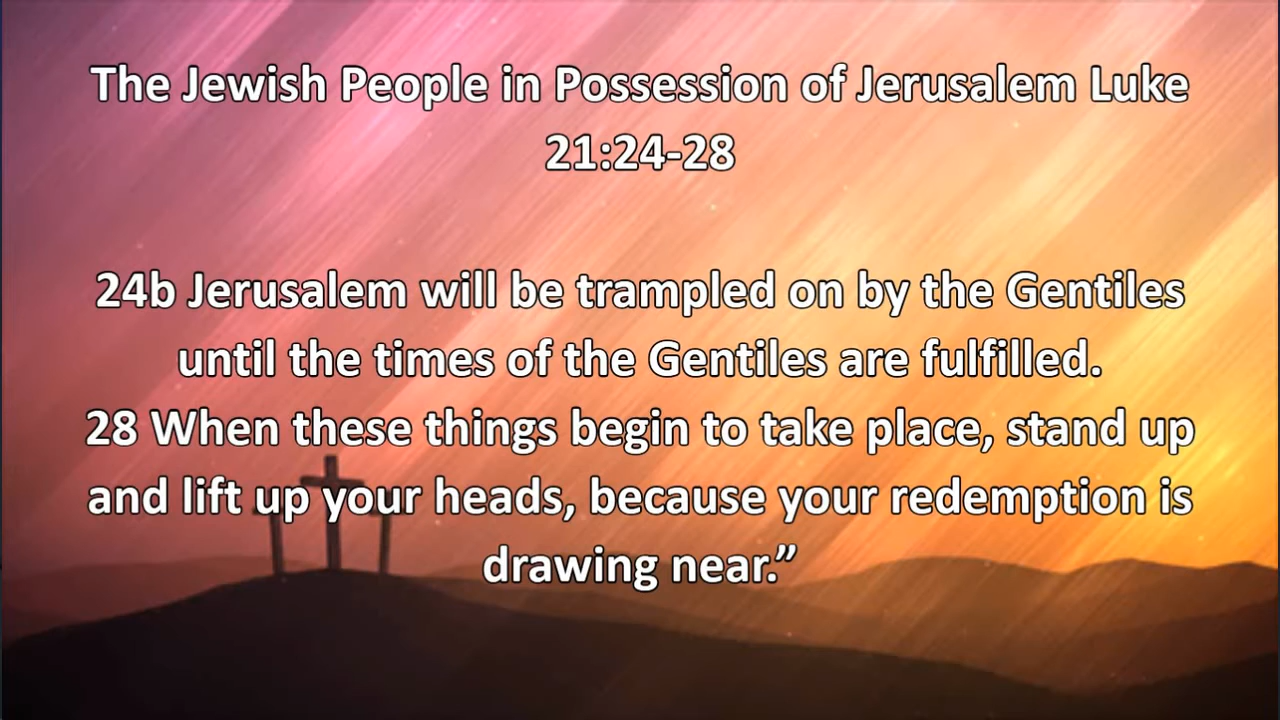 The Jewish People in Possession of Jerusalem Luke
21:24-28
24b Jerusalem will be trampled on by the Gentiles
until the times of the Gentiles are fulfilled.
28 When these things begin to take place, stand up
and lift up your heads, because your redemption is
drawing near.”